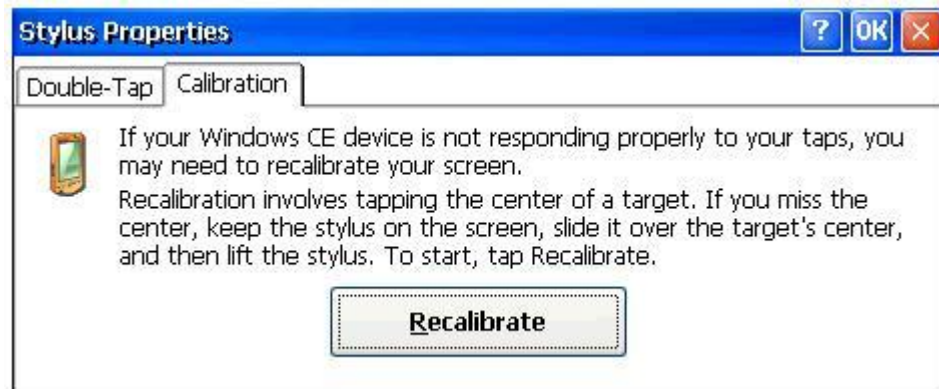 Stylus Properties ? OK ×
Double-Tap Calibration
If your Windows CE device is not responding properly to your taps, you
may need to recalibrate your screen.
Recalibration involves tapping the center of a target. If you miss the
center, keep the stylus on the screen, slide it over the target's center,
and then lift the stylus. To start, tap Recalibrate.
Recalibrate